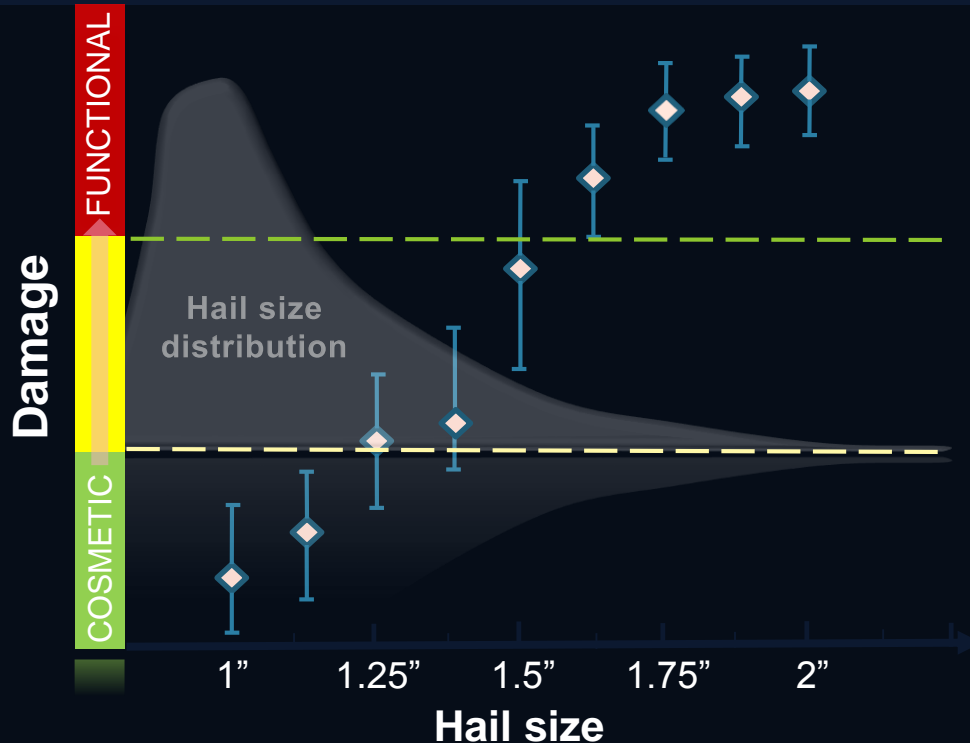 FUNCTIONAL
COSMETIC
Damage
Hail size
distribution
1” 1.25” 1.5” 1.75” 2”
Hail size